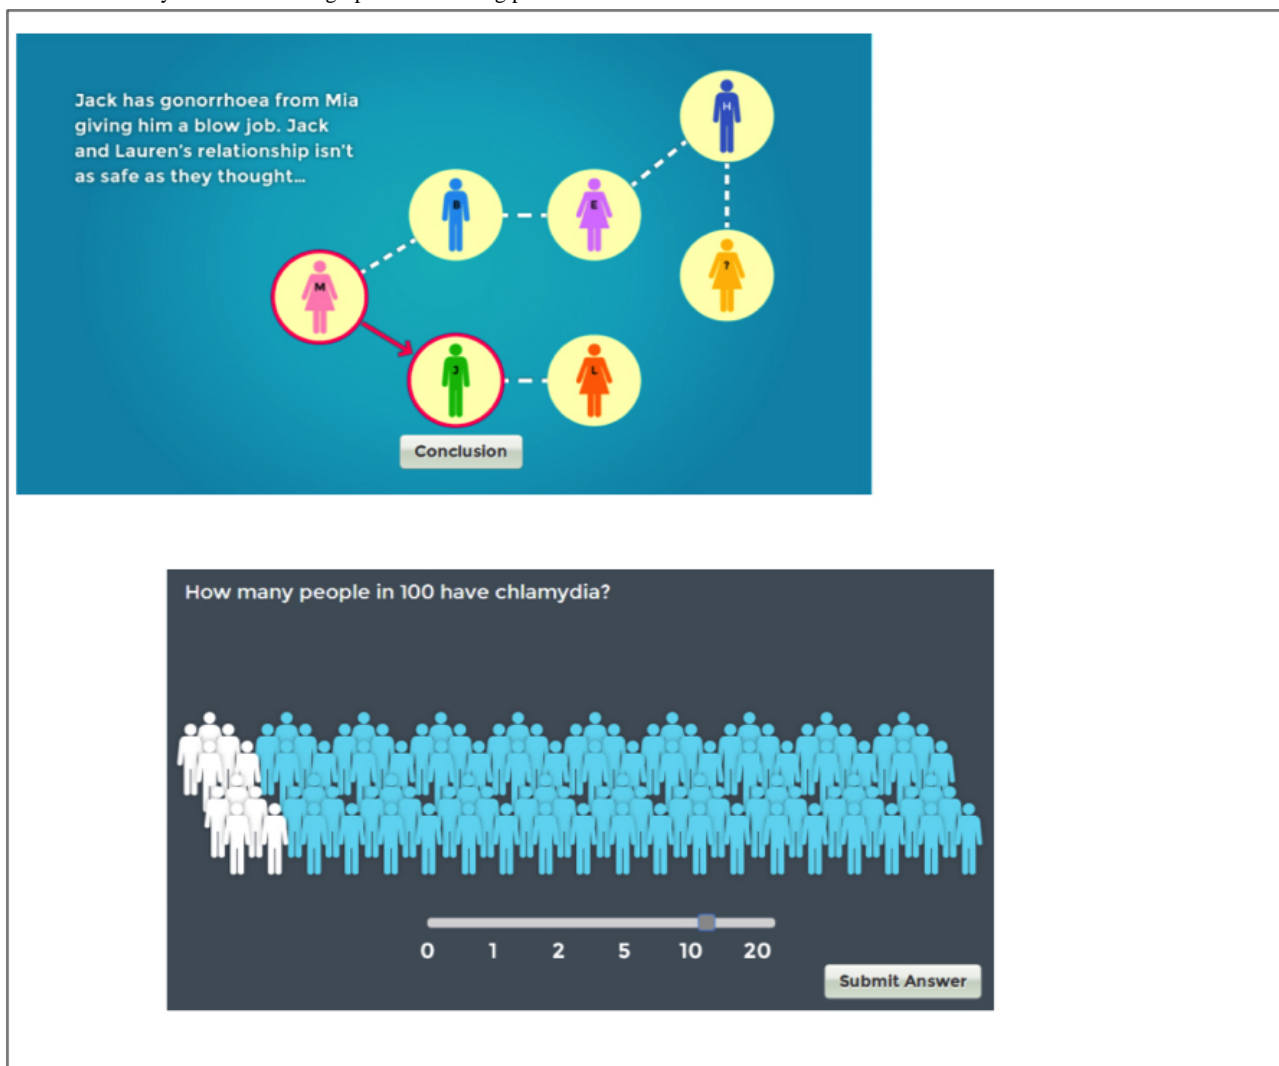 Jack has gonorrhoea from Mia
giving him a blow job. Jack
and Lauren's relationship isn't
as safe as they thought...
H
B
E
?
M
J
L
Conclusion
How many people in 100 have chlamydia?
0 1 2 5 10 20
Submit Answer